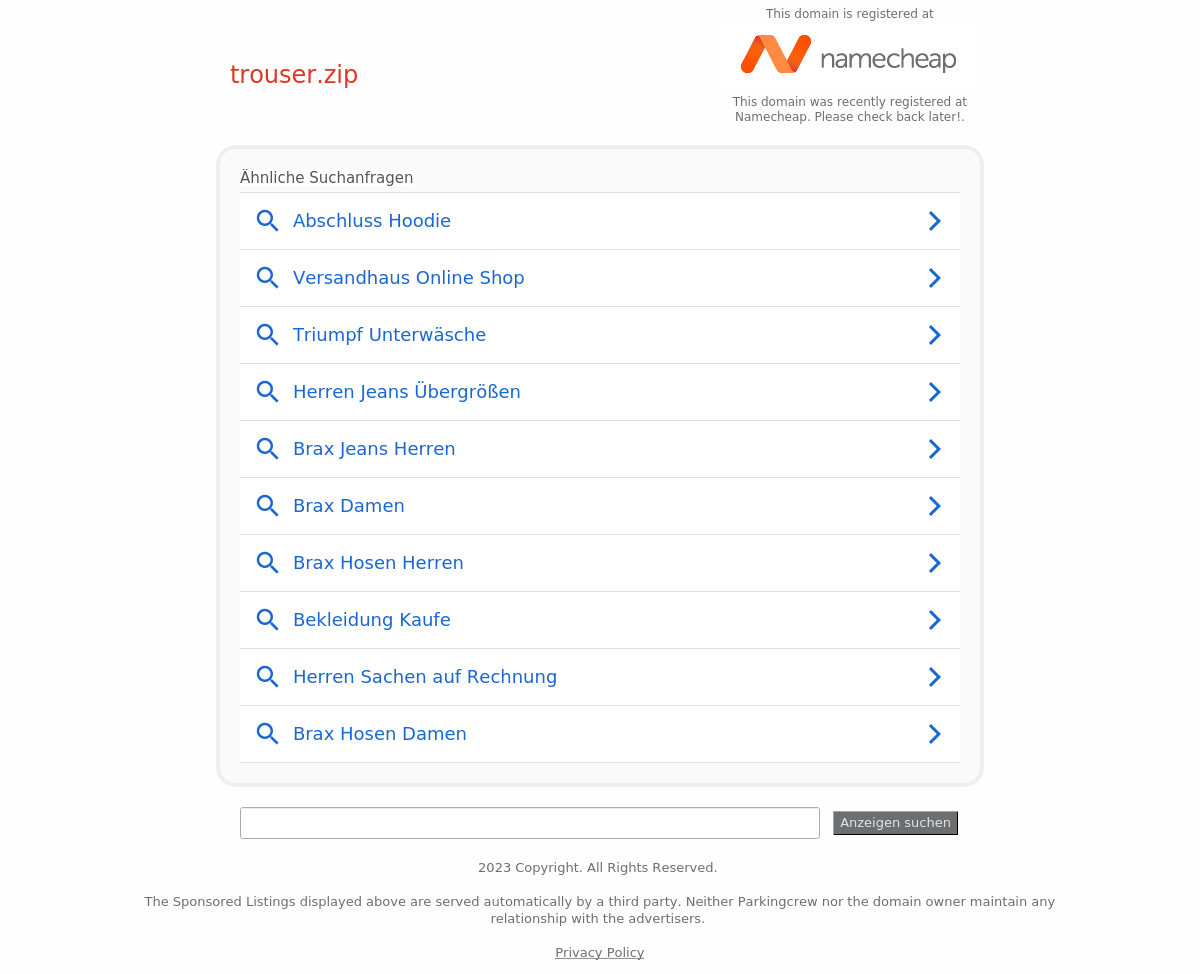 This domain is registered at
namecheap
trouser.zip
This domain was recently registered at
Namecheap. Please check back later!.
Ähnliche Suchanfragen
Abschluss Hoodie
Versandhaus Online Shop
Triumpf Unterwäsche
Herren Jeans Übergrößen
Brax Jeans Herren
Brax Damen
Brax Hosen Herren
Bekleidung Kaufe
Herren Sachen auf Rechnung
Brax Hosen Damen
Anzeigen suchen
2023 Copyright. All Rights Reserved.
The Sponsored Listings displayed above are served automatically by a third party. Neither Parkingcrew nor the domain owner maintain any
relationship with the advertisers.
Privacy Policy